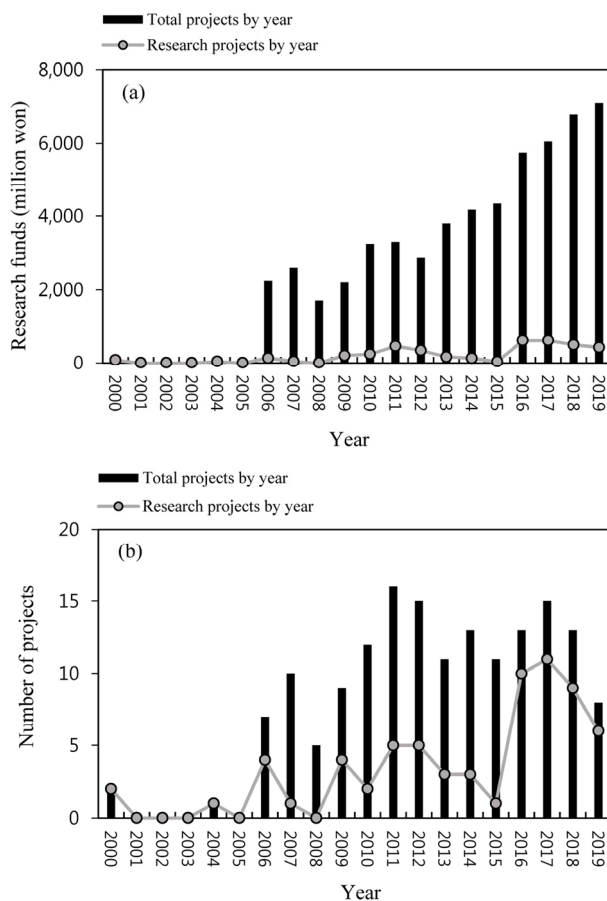 Total projects by year
Research projects by year
8,000
6,000
4,000
2,000
0
Research funds (million won)
(a)
2000 2001 2002 2003 2004 2005 2006 2007 2008 2009 2010 2011 2012 2013 2014 2015 2016 2017 2018 2019
Year
Total projects by year
Research projects by year
20
15
10
5
0
Number of projects
(b)
2000 2001 2002 2003 2004 2005 2006 2007 2008 2009 2010 2011 2012 2013 2014 2015 2016 2017 2018 2019
Year